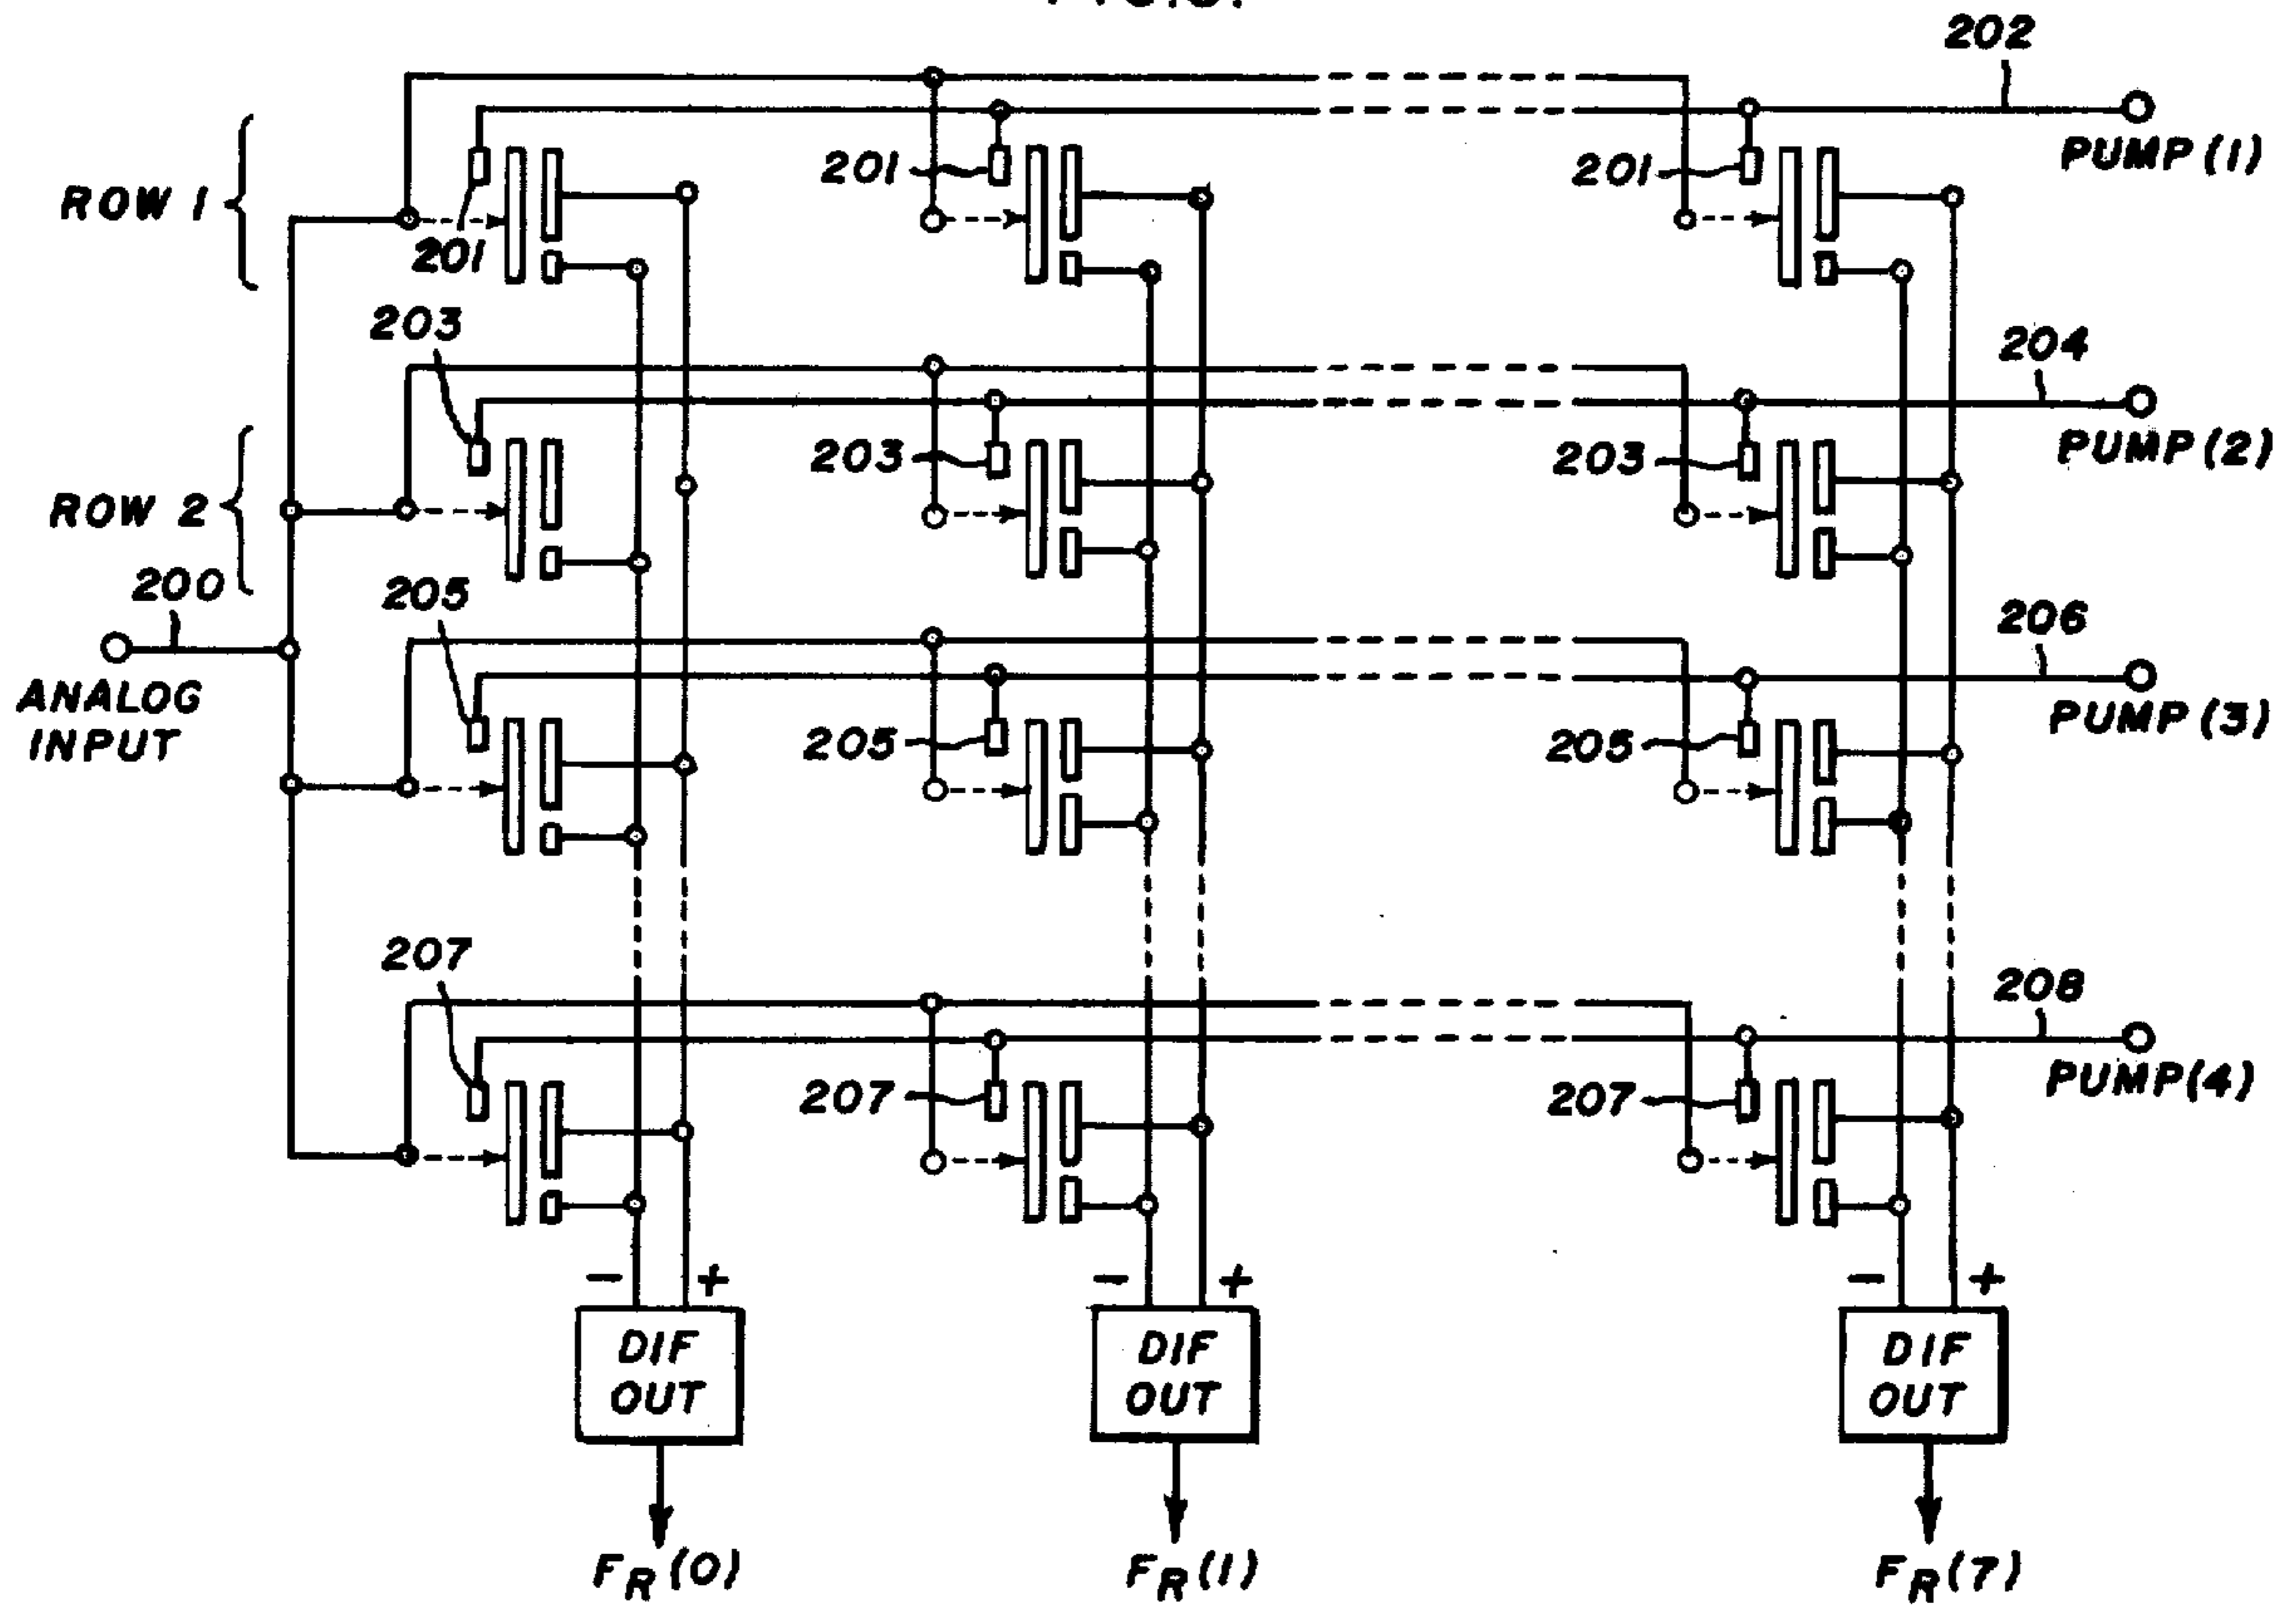 202
PUMP (1)
201
201
ROW 1
201
203
204
PUMP (2)
203
203
ROW 2
200
205
206
ANALOG
INPUT
PUMP (3)
205
205
207
208
PUMP(4)
207
207
- +
- +
- +
DIF
OUT
DIF
OUT
DIF
OUT
FR(0)
FR(1)
FR(7)